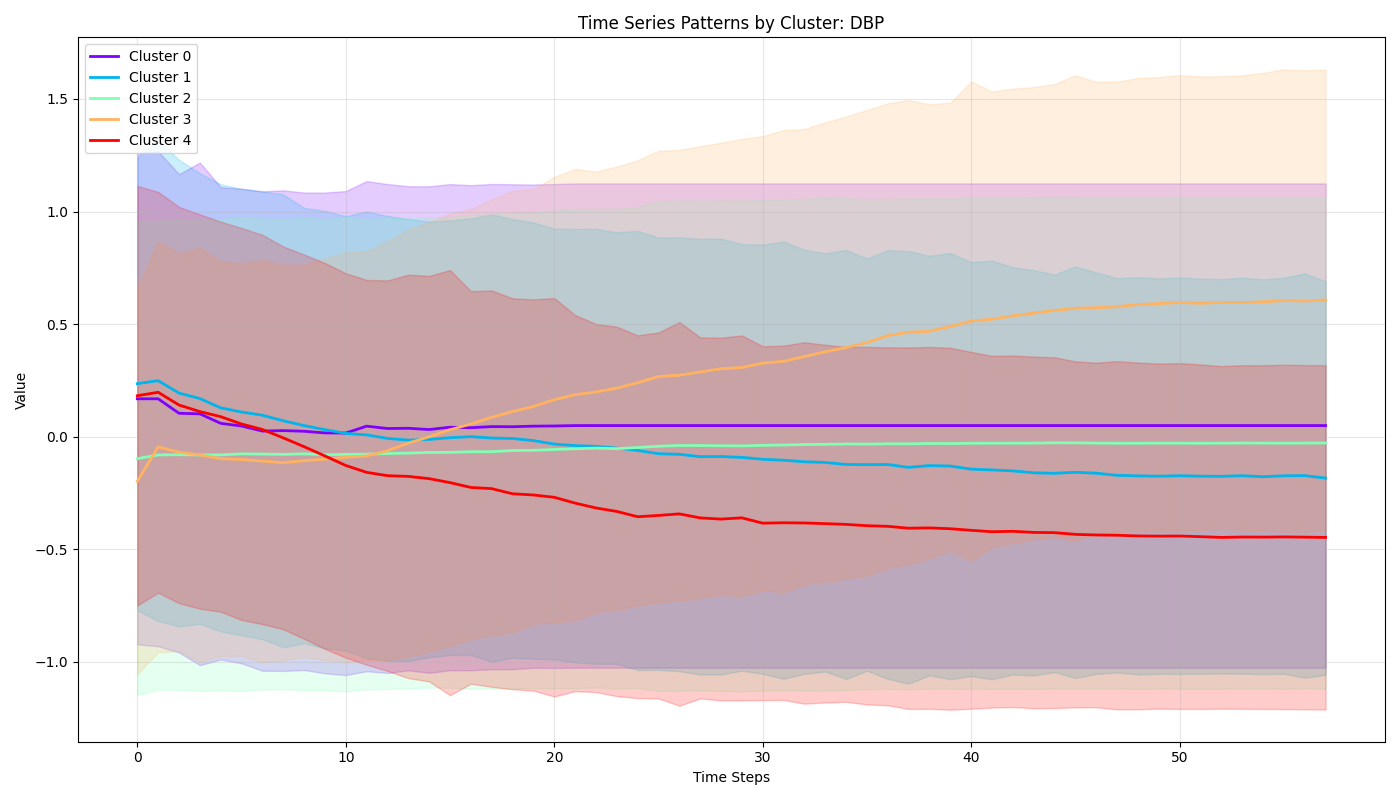 Time Series Patterns by Cluster: DBP
Cluster 0
Cluster 1
Cluster 2
Cluster 3
Cluster 4
Value
1.5
1.0
0.5
0.0
−0.5
−1.0
0 10 20 30 40 50
Time Steps